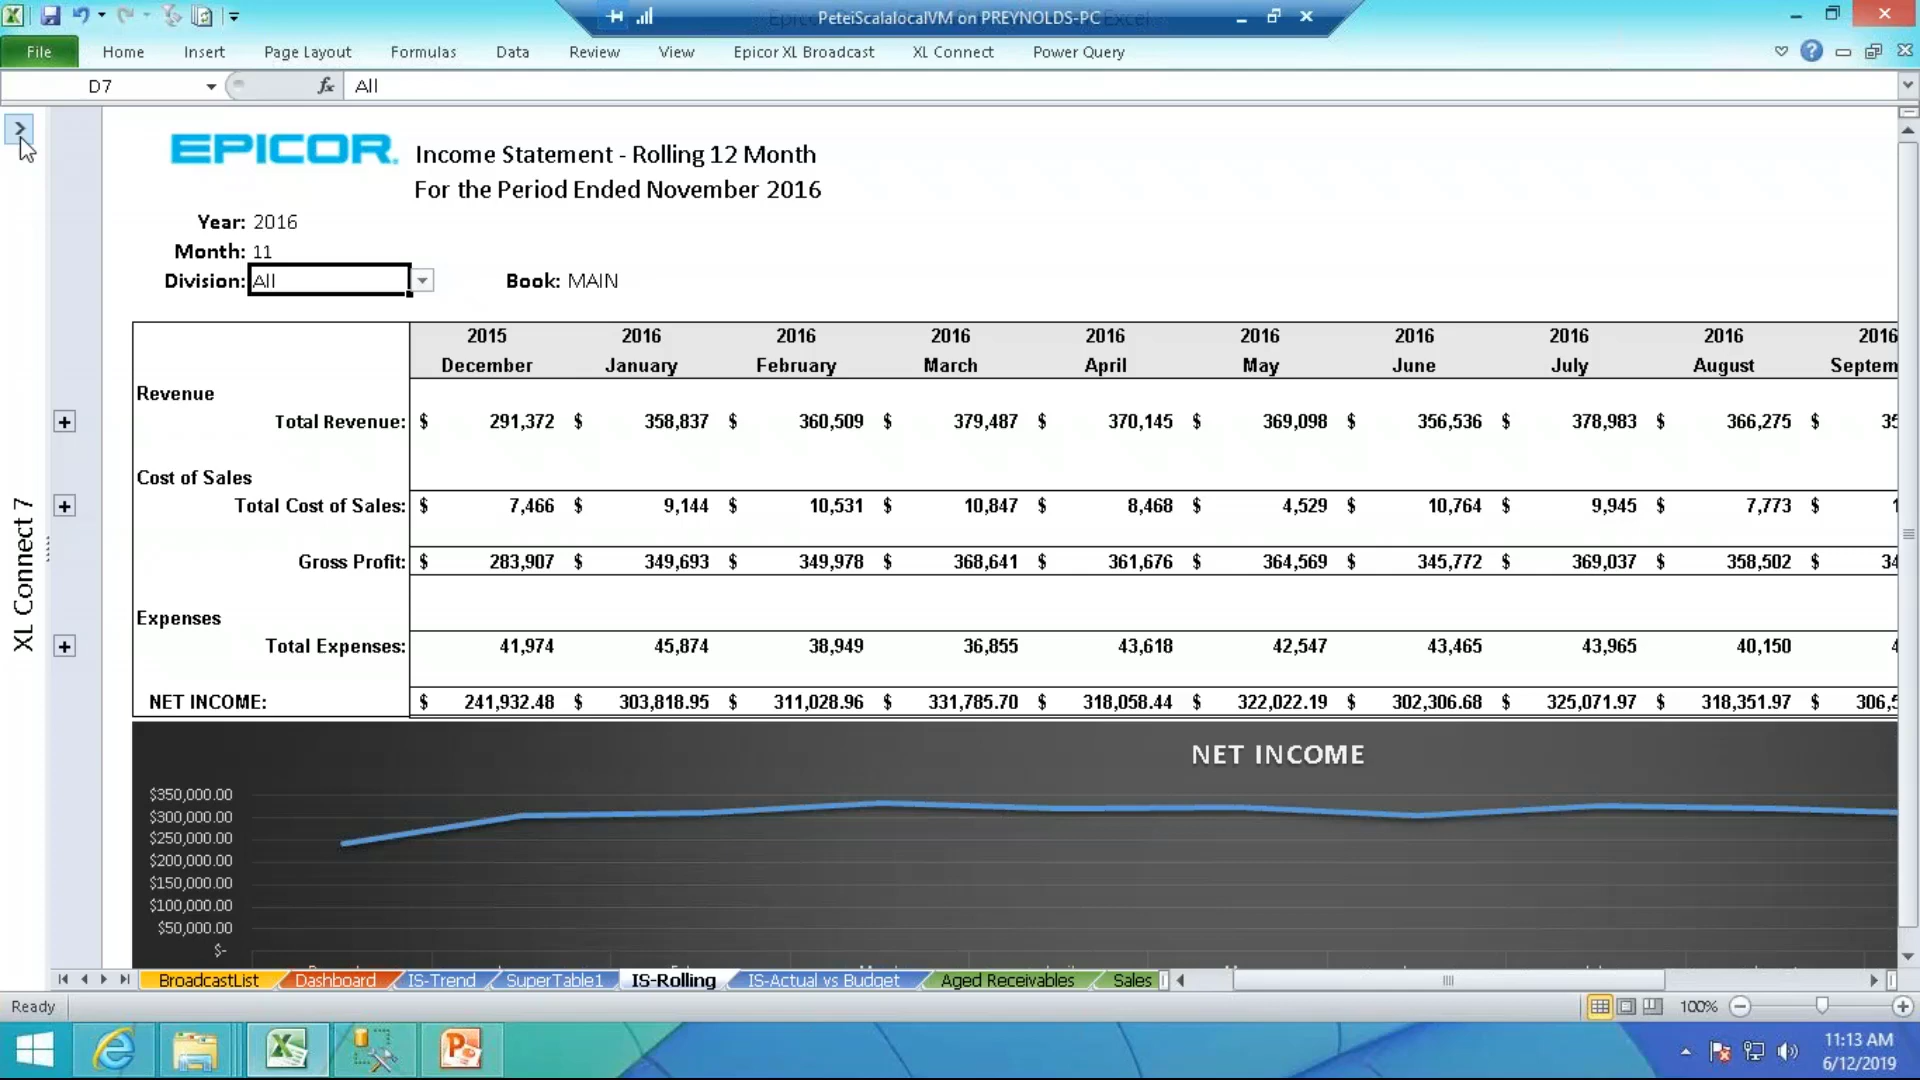 PeteiScalalocalVM on PREYNOLDS-PC
File Home Insert Page Layout Formulas Data Review View Epicor XL Broadcast XL Connect Power Query
D7 fx All
EPICOR. Income Statement - Rolling 12 Month
For the Period Ended November 2016
Year: 2016
Month: 11
Division: All Book: MAIN
2015 2016 2016 2016 2016 2016 2016 2016 2016 2016
December January February March April May June July August Septem
Revenue
Total Revenue: $ 291,372 $ 358,837 $ 360,509 $ 379,487 $ 370,145 $ 369,098 $ 356,536 $ 378,983 $ 366,275 $ 35
Cost of Sales
Total Cost of Sales: $ 7,466 $ 9,144 $ 10,531 $ 10,847 $ 8,468 $ 4,529 $ 10,764 $ 9,945 $ 7,773 $ 1
Gross Profit: $ 283,907 $ 349,693 $ 349,978 $ 368,641 $ 361,676 $ 364,569 $ 345,772 $ 369,037 $ 358,502 $ 34
Expenses
Total Expenses: 41,974 45,874 38,949 36,855 43,618 42,547 43,465 43,965 40,150 4
NET INCOME: $ 241,932.48 $ 303,818.95 $ 311,028.96 $ 331,785.70 $ 318,058.44 $ 322,022.19 $ 302,306.68 $ 325,071.97 $ 318,351.97 $ 306,5
XL Connect 7
NET INCOME
$350,000.00
$300,000.00
$250,000.00
$200,000.00
$150,000.00
$100,000.00
$50,000.00
$-
BroadcastList Dashboard IS-Trend SuperTable1 IS-Rolling IS-Actual vs Budget Aged Receivables Sales
Ready 100%
11:13 AM
6/12/2019